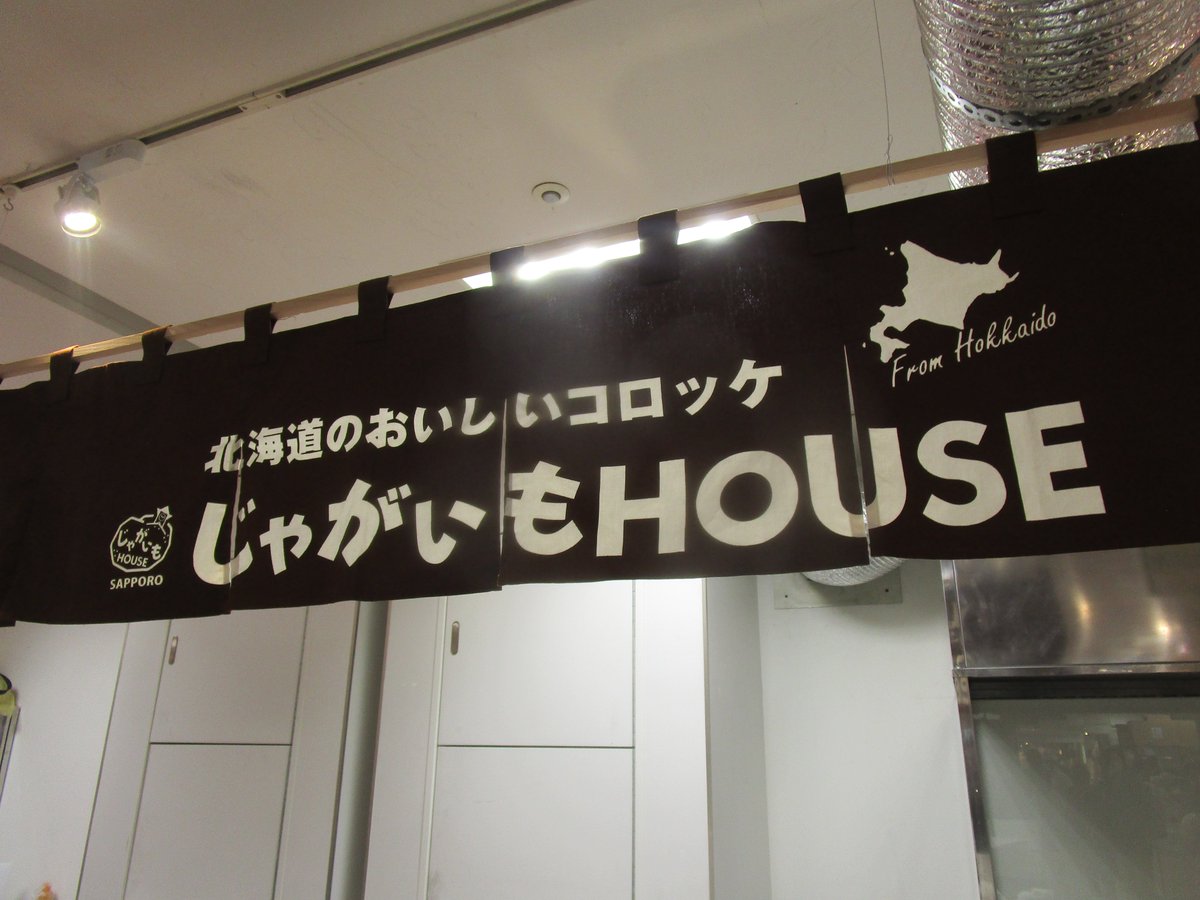 From Hokkaido
北海道のおいしいコロッケ
じゃがいもHOUSE
じゃがいも
HOUSE
SAPPORO